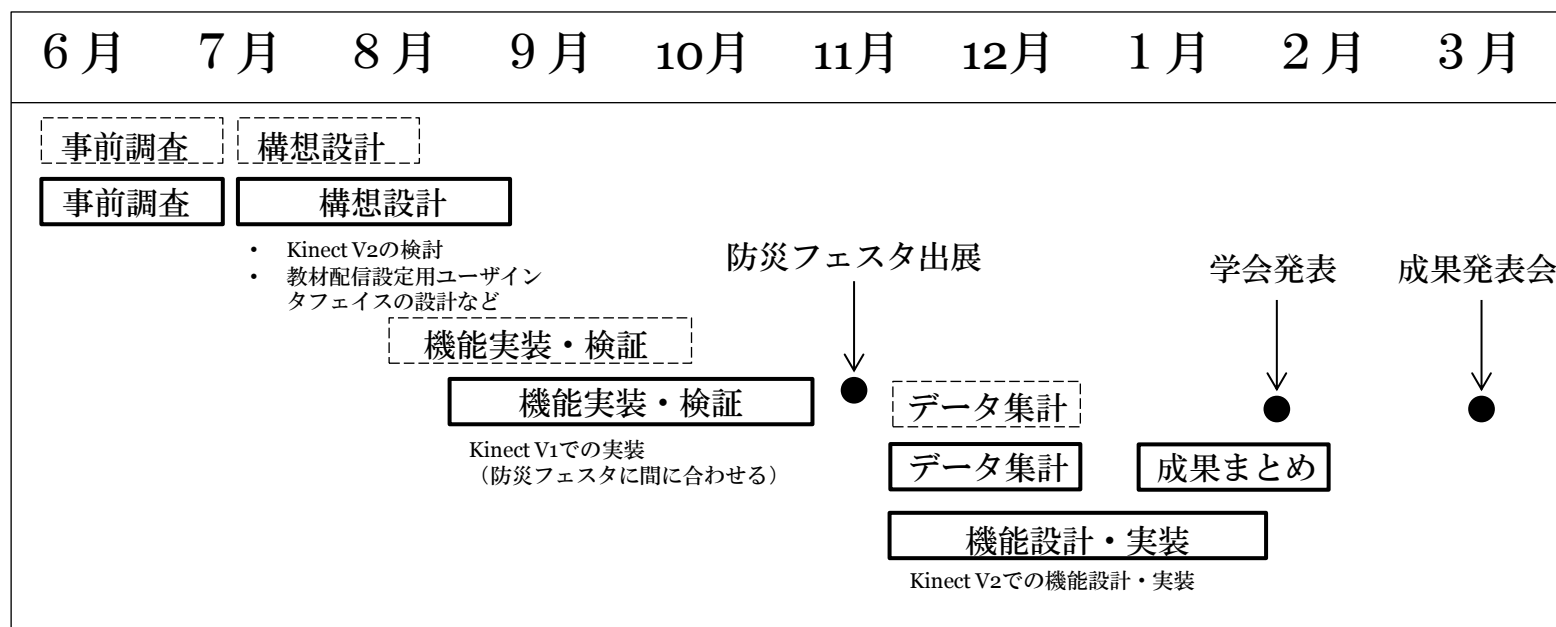 ６月 ７月 ８月 ９月 10月 11月 12月 １月 ２月 ３月
事前調査 構想設計
事前調査 構想設計
・ Kinect V2の検討
・ 教材配信設定用ユーザイン
タフェイスの設計など
防災フェスタ出展
学会発表 成果発表会
機能実装・検証
機能実装・検証
データ集計
Kinect V1での実装
（防災フェスタに間に合わせる）
データ集計 成果まとめ
機能設計・実装
Kinect V2での機能設計・実装